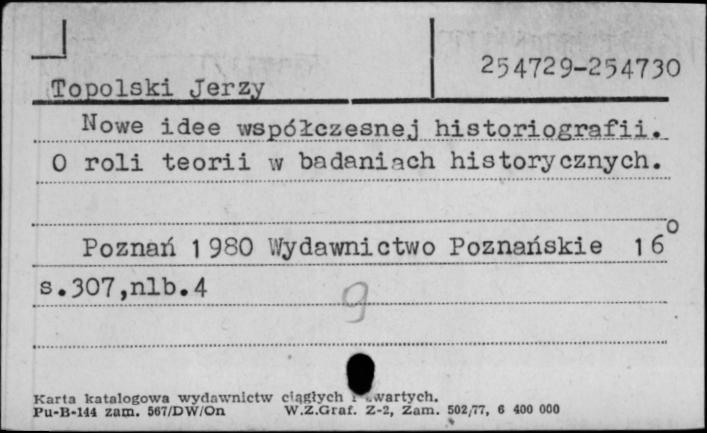 254729-254730
Topolski Jerzy
Nowe idee współczesnej historiografii.
O roli teorii w badaniach historycznych.
Poznań 1980 Wydawnictwo Poznańskie 16°
s.307,nlb.4
9
Karta katalogowa wydawnictw ciągłych i zwartych.
Pu-B-144 zam. 567/DW/On W.Z.Graf. Z-2, Zam. 502/77, 6 400 000